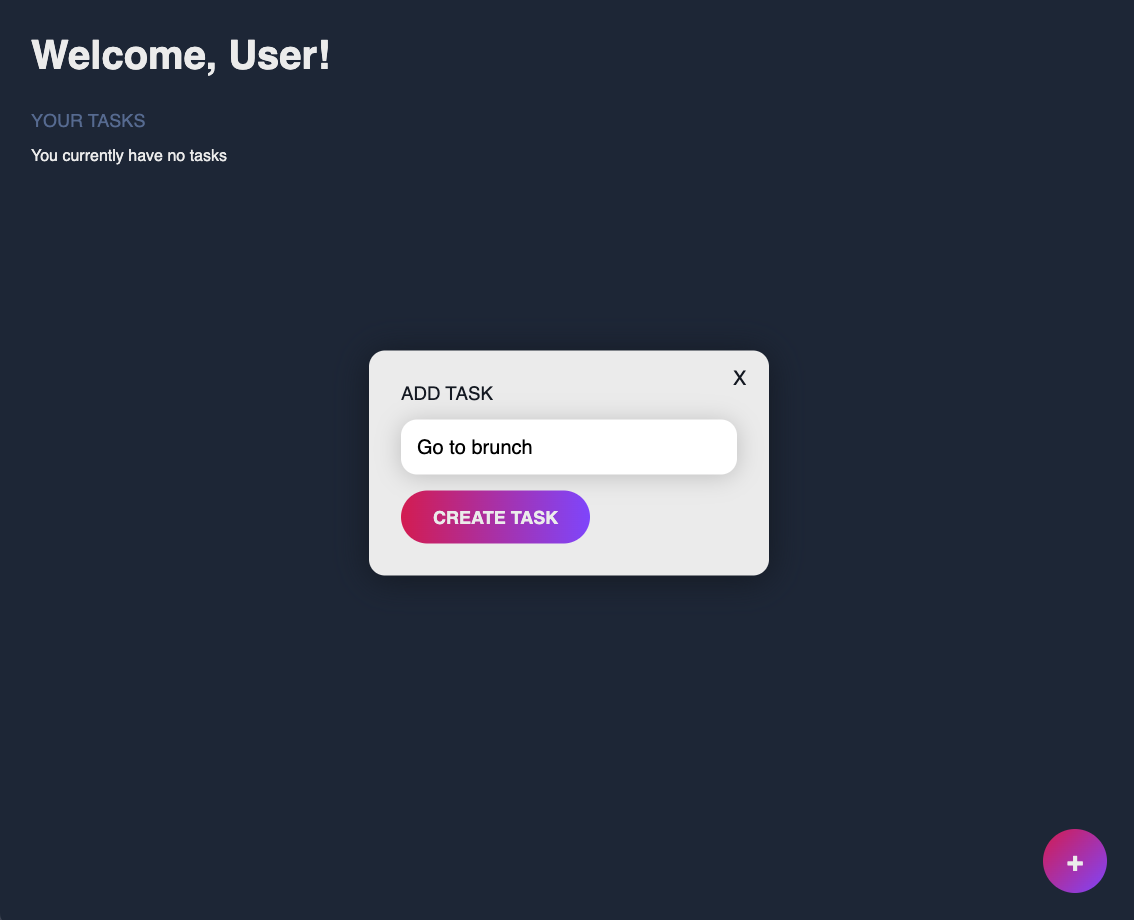 Welcome, User!
YOUR TASKS
You currently have no tasks
X
ADD TASK
Go to brunch
CREATE TASK
+